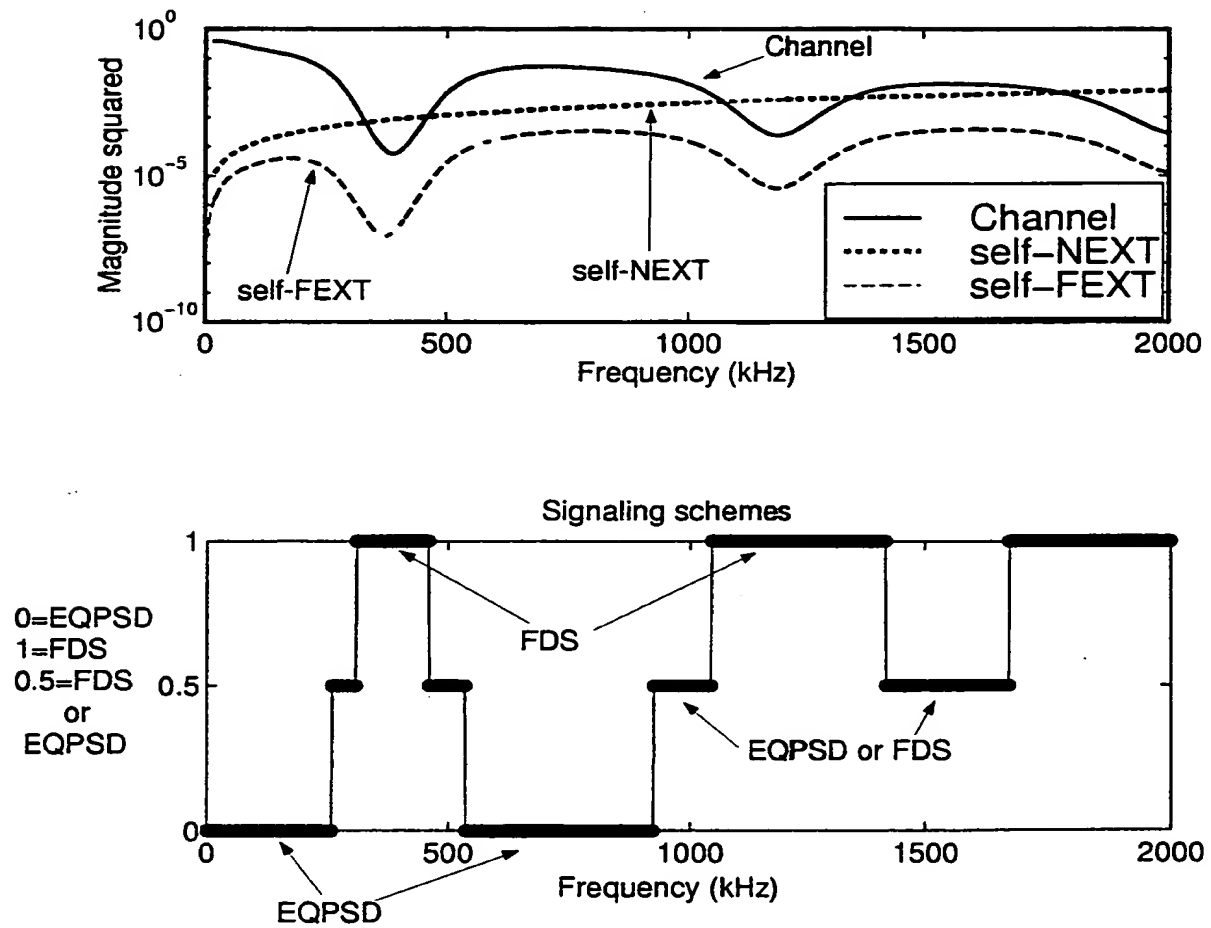 10^0
10^-5
10^-10
Magnitude squared
Channel
self-FEXT
self-NEXT
Channel
self-NEXT
self-FEXT
0
500
1000
1500
2000
Frequency (kHz)
Signaling schemes
1
0.5
0
0=EQPSD
1=FDS
0.5=FDS
or
EQPSD
FDS
EQPSD or FDS
0
500
1000
1500
2000
Frequency (kHz)
EQPSD